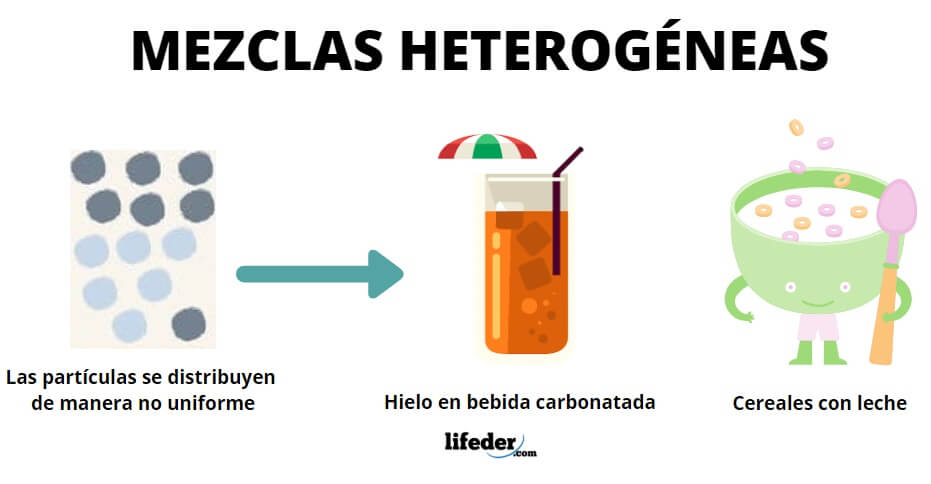 MEZCLAS HETEROGÉNEAS
Las partículas se distribuyen
de manera no uniforme
Hielo en bebida carbonatada
Cereales con leche
lifeder.com